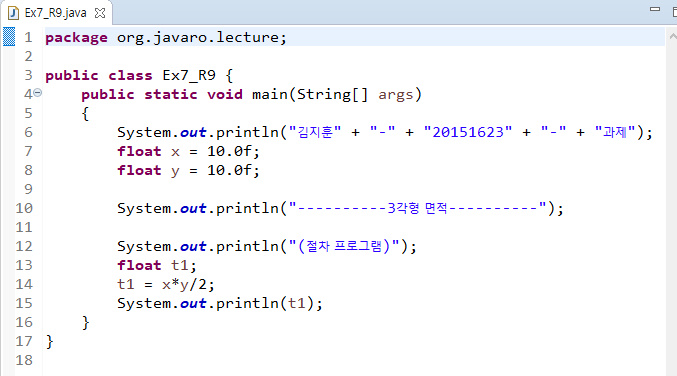 Ex7_R9.java
1 package org.javaro.lecture;
2
3 public class Ex7_R9 {
4     public static void main(String[] args)
5     {
6         System.out.println("김지훈" + "-" + "20151623" + "-" + "과제");
7         float x = 10.0f;
8         float y = 10.0f;
9
10         System.out.println("----------3각형 면적----------");
11
12         System.out.println("(절차 프로그램)");
13         float t1;
14         t1 = x*y/2;
15         System.out.println(t1);
16     }
17 }
18